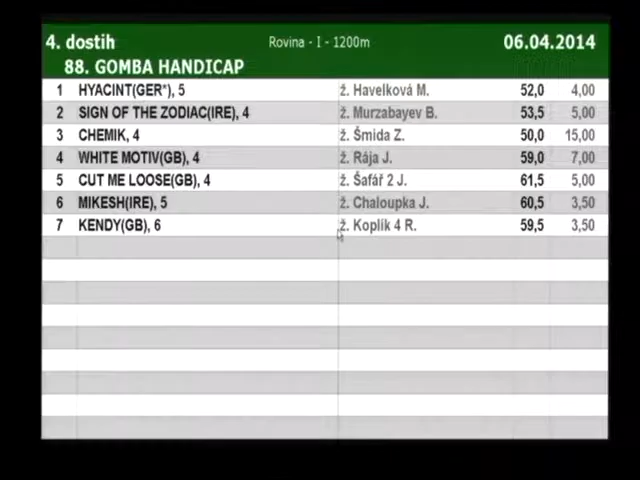 4. dostih Rovina - I - 1200m 06.04.2014
88. GOMBA HANDICAP
1 HYACINT(GER*), 5 ž. Havelková M. 52,0 4,00
2 SIGN OF THE ZODIAC(IRE), 4 ž. Murzabayev B. 53,5 5,00
3 CHEMIK, 4 ž. Šmida Z. 50,0 15,00
4 WHITE MOTIV(GB), 4 ž. Rája J. 59,0 7,00
5 CUT ME LOOSE(GB), 4 ž. Šafář 2 J. 61,5 5,00
6 MIKESH(IRE), 5 ž. Chaloupka J. 60,5 3,50
7 KENDY(GB), 6 ž. Koplík 4 R. 59,5 3,50